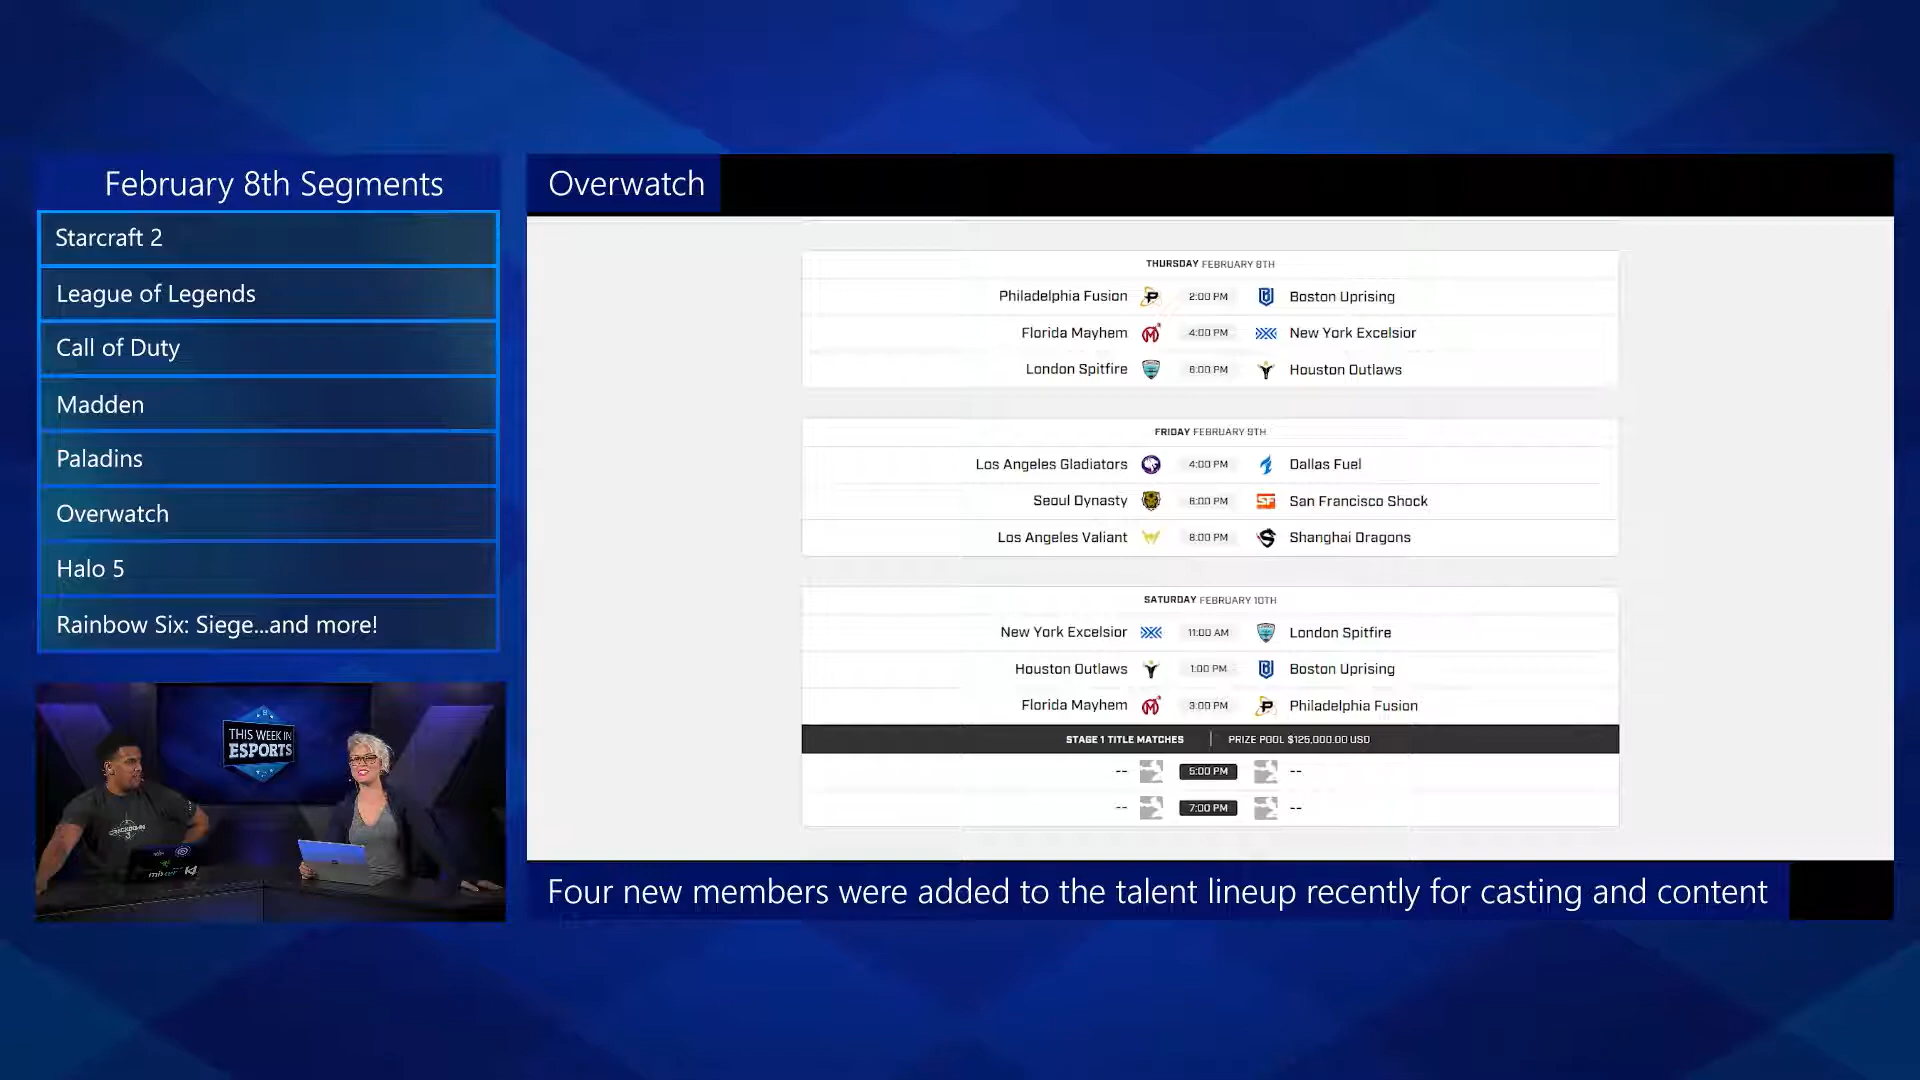 February 8th Segments
Starcraft 2
League of Legends
Call of Duty
Madden
Paladins
Overwatch
Halo 5
Rainbow Six: Siege...and more!
THIS WEEK IN
ESPORTS
CRACKDOWN
3
mixer
Overwatch
THURSDAY FEBRUARY 8TH
Philadelphia Fusion 2:00 PM Boston Uprising
Florida Mayhem 4:00 PM New York Excelsior
London Spitfire 6:00 PM Houston Outlaws
FRIDAY FEBRUARY 9TH
Los Angeles Gladiators 4:00 PM Dallas Fuel
Seoul Dynasty 6:00 PM SF San Francisco Shock
Los Angeles Valiant 8:00 PM Shanghai Dragons
SATURDAY FEBRUARY 10TH
New York Excelsior 11:00 AM London Spitfire
Houston Outlaws 1:00 PM Boston Uprising
Florida Mayhem 3:00 PM Philadelphia Fusion
STAGE 1 TITLE MATCHES | PRIZE POOL $125,000.00 USD
-- 5:00 PM --
-- 7:00 PM --
Four new members were added to the talent lineup recently for casting and content